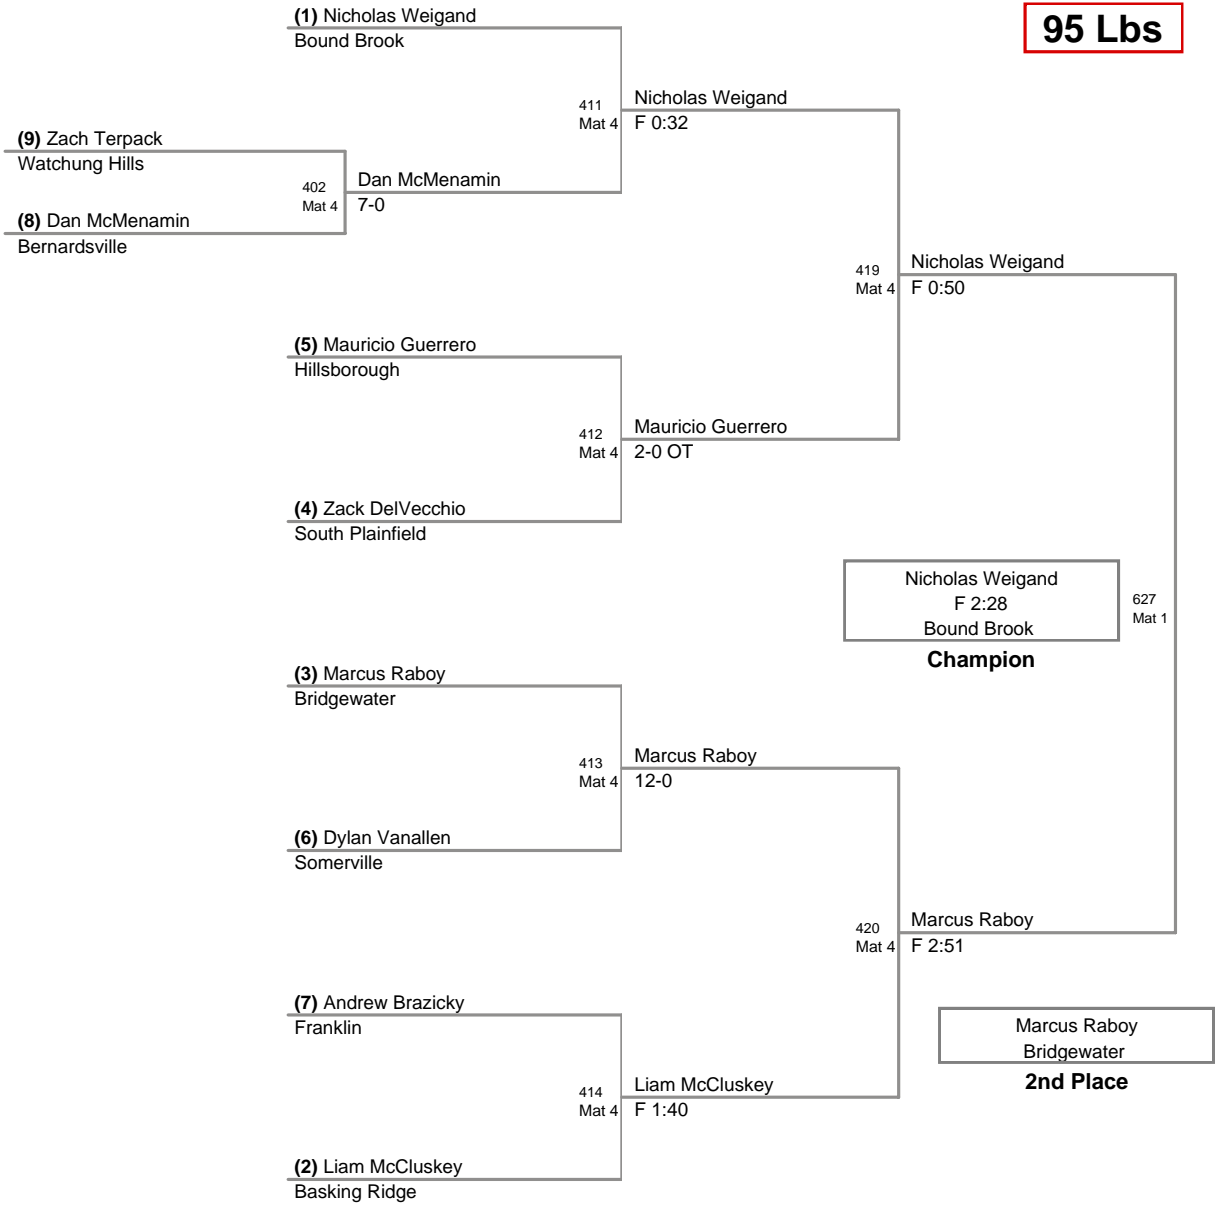 (1) Nicholas Weigand
Bound Brook
95 Lbs
411
Mat 4
Nicholas Weigand
F 0:32
(9) Zach Terpack
Watchung Hills
402
Mat 4
Dan McMenamin
7-0
(8) Dan McMenamin
Bernardsville
419
Mat 4
Nicholas Weigand
F 0:50
(5) Mauricio Guerrero
Hillsborough
412
Mat 4
Mauricio Guerrero
2-0 OT
(4) Zack DelVecchio
South Plainfield
Nicholas Weigand
F 2:28
Bound Brook
Champion
627
Mat 1
(3) Marcus Raboy
Bridgewater
413
Mat 4
Marcus Raboy
12-0
(6) Dylan Vanallen
Somerville
420
Mat 4
Marcus Raboy
F 2:51
(7) Andrew Brazicky
Franklin
Marcus Raboy
Bridgewater
2nd Place
414
Mat 4
Liam McCluskey
F 1:40
(2) Liam McCluskey
Basking Ridge